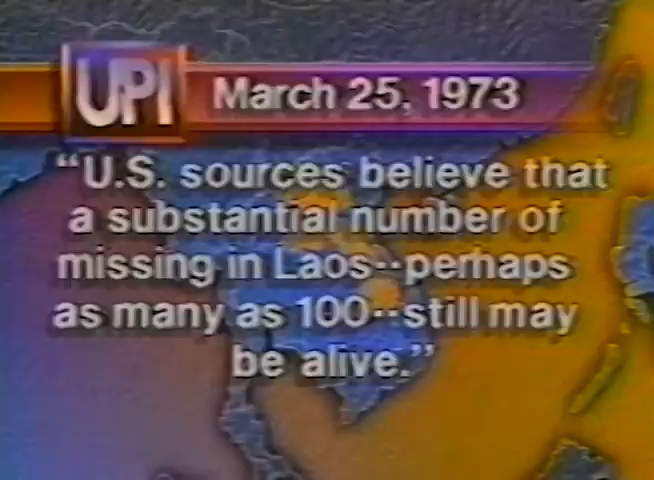 UPI March 25, 1973
“U.S. sources believe that
a substantial number of
missing in Laos--perhaps
as many as 100--still may
be alive.”